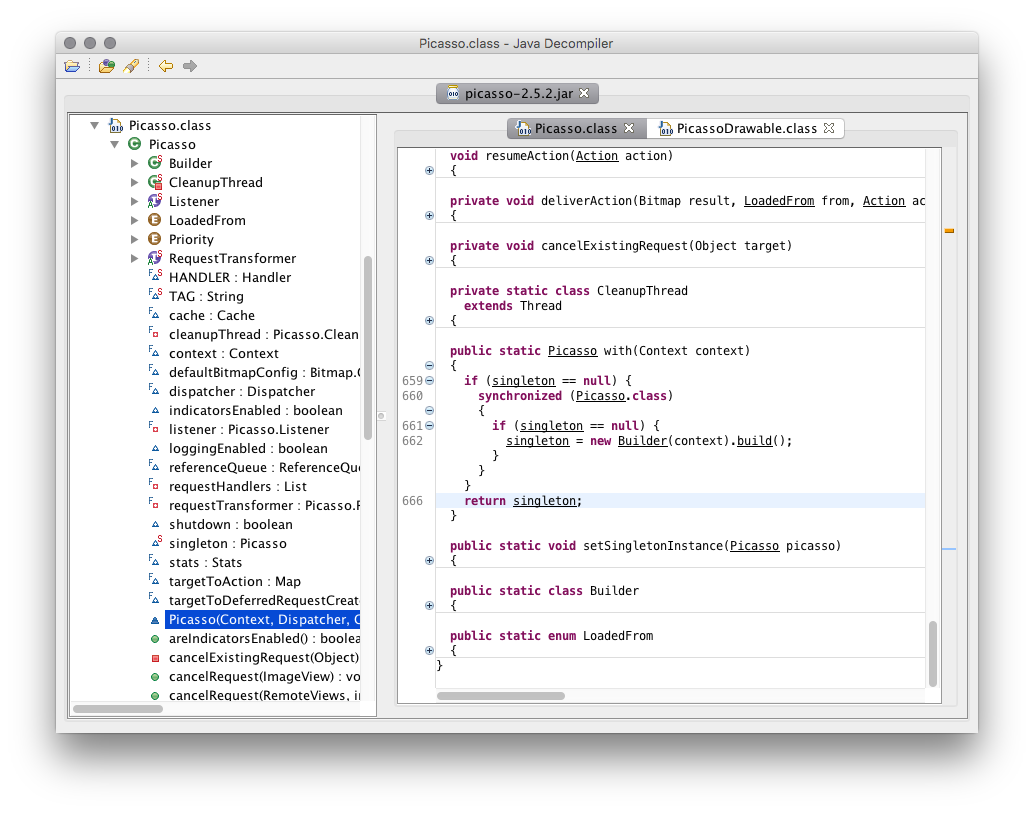 Picasso.class - Java Decompiler
picasso-2.5.2.jar
Picasso.class
Picasso
Builder
CleanupThread
Listener
LoadedFrom
Priority
RequestTransformer
HANDLER : Handler
TAG : String
cache : Cache
cleanupThread : Picasso.Clean
context : Context
defaultBitmapConfig : Bitmap.C
dispatcher : Dispatcher
indicatorsEnabled : boolean
listener : Picasso.Listener
loggingEnabled : boolean
referenceQueue : ReferenceQue
requestHandlers : List
requestTransformer : Picasso.R
shutdown : boolean
singleton : Picasso
stats : Stats
targetToAction : Map
targetToDeferredRequestCreat
Picasso(Context, Dispatcher, C
areIndicatorsEnabled() : boolea
cancelExistingRequest(Object)
cancelRequest(ImageView) : vo
cancelRequest(RemoteViews, i
Picasso.class
PicassoDrawable.class
void resumeAction(Action action)
{
private void deliverAction(Bitmap result, LoadedFrom from, Action ac
{
private void cancelExistingRequest(Object target)
{
private static class CleanupThread
extends Thread
{
public static Picasso with(Context context)
{
659 if (singleton == null) {
660 synchronized (Picasso.class)
{
661 if (singleton == null) {
662 singleton = new Builder(context).build();
}
}
}
666 return singleton;
}
public static void setSingletonInstance(Picasso picasso)
{
public static class Builder
{
public static enum LoadedFrom
{
}